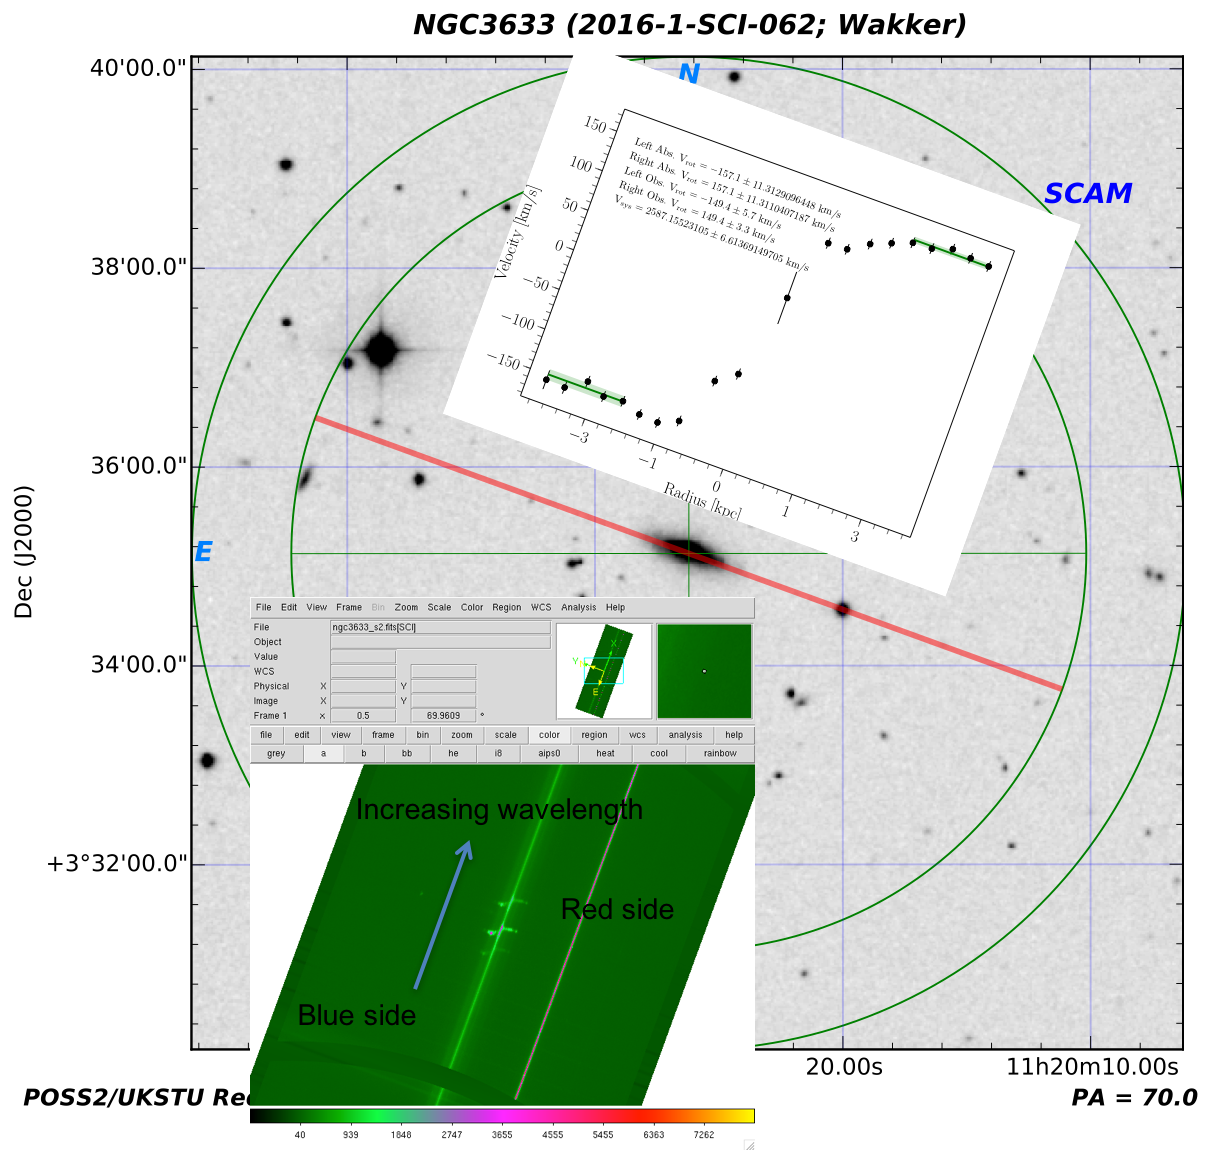 NGC3633 (2016-1-SCI-062; Wakker)
40'00.0"
38'00.0"
36'00.0"
34'00.0"
+3°32'00.0"
Dec (J2000)
N
E
SCAM
150
100
50
0
−50
−100
−150
Velocity [km/s]
Left Abs. Vrot = −157.1 ± 11.3129096448 km/s
Right Abs. Vrot = 157.1 ± 11.3110407187 km/s
Left Obs. Vrot = −149.4 ± 5.7 km/s
Right Obs. Vrot = 149.4 ± 3.3 km/s
Vsys = 2587.15523105 ± 6.61369149705 km/s
−3
−1
0
1
3
Radius [kpc]
File Edit View Frame Bin Zoom Scale Color Region WCS Analysis Help
File ngc3633_s2.fits[SCI]
Object
Value
WCS
Physical X Y
Image X Y
Frame 1 x 0.5 69.9609 °
X
Y
E
file edit view frame bin zoom scale color region wcs analysis help
grey a b bb he i8 aips0 heat cool rainbow
Increasing wavelength
Red side
Blue side
40 939 1848 2747 3655 4555 5455 6363 7262
20.00s 11h20m10.00s
POSS2/UKSTU Re
PA = 70.0